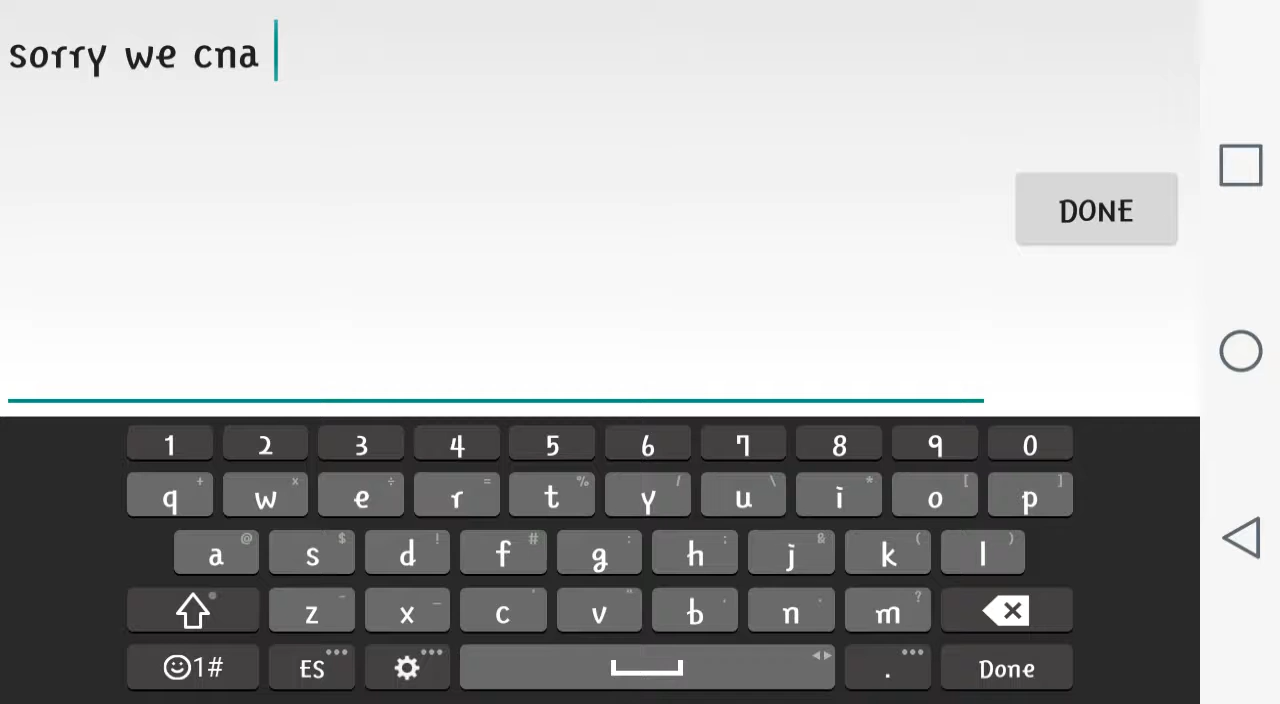 sorry we cna
DONE
1 2 3 4 5 6 7 8 9 0
q + w x e ÷ r = t % y / u \ i * o [ p ]
a @ s $ d ! f # g : h ; j & k ( l )
z - x _ c ' v " b , n . m ?
1# ES . Done